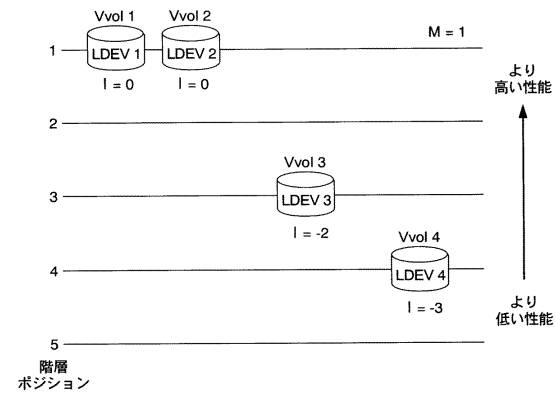 Vvol 1 Vvol 2
M = 1
1 LDEV 1 LDEV 2
I = 0 I = 0
より
高い性能
2
Vvol 3
3 LDEV 3
I = -2
Vvol 4
4 LDEV 4
I = -3
より
低い性能
5
階層
ポジション